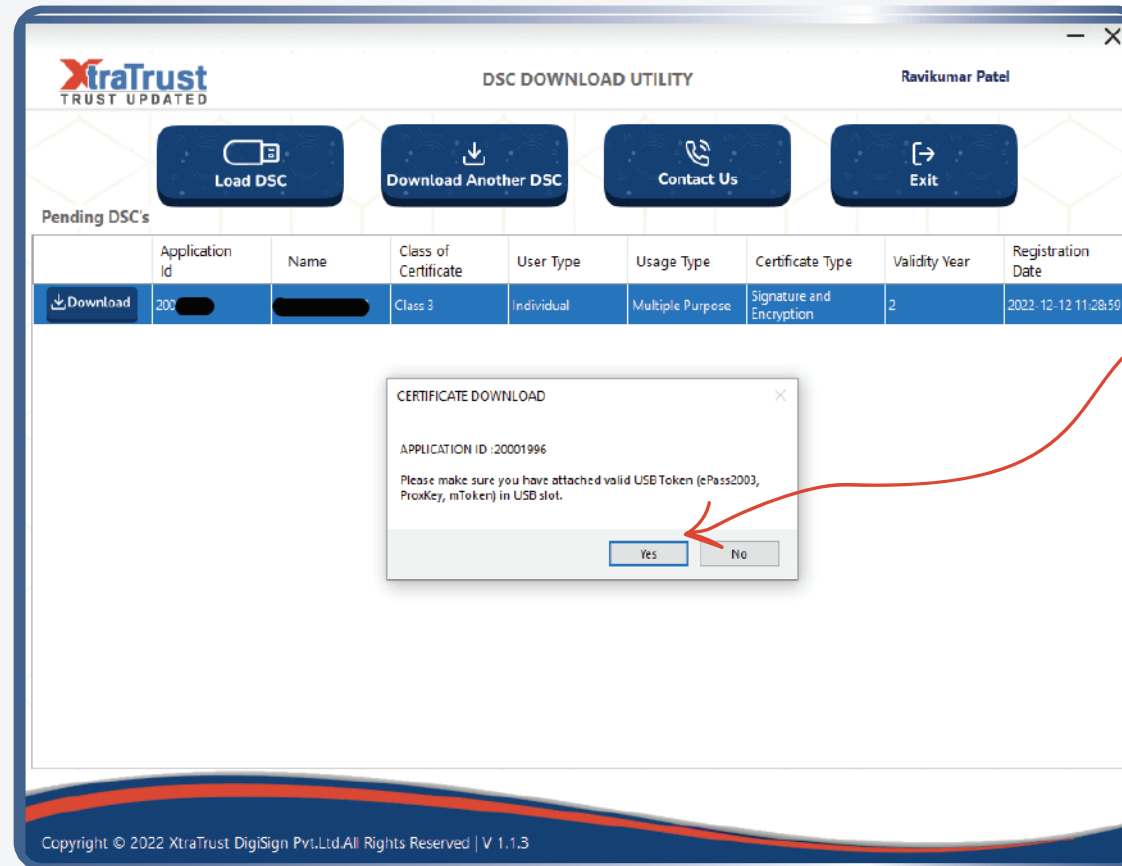 XtraTrust
TRUST UPDATED
DSC DOWNLOAD UTILITY
Ravikumar Patel
Load DSC
Download Another DSC
Contact Us
Exit
Pending DSC's
Application
Id
Name
Class of
Certificate
User Type
Usage Type
Certificate Type
Validity Year
Registration
Date
Download
200
Class 3
Individual
Multiple Purpose
Signature and
Encryption
2
2022-12-12 11:28:59
CERTIFICATE DOWNLOAD
APPLICATION ID :20001996
Please make sure you have attached valid USB Token (ePass2003,
ProxKey, mToken) in USB slot.
Yes
No
Copyright © 2022 XtraTrust DigiSign Pvt.Ltd.All Rights Reserved | V 1.1.3